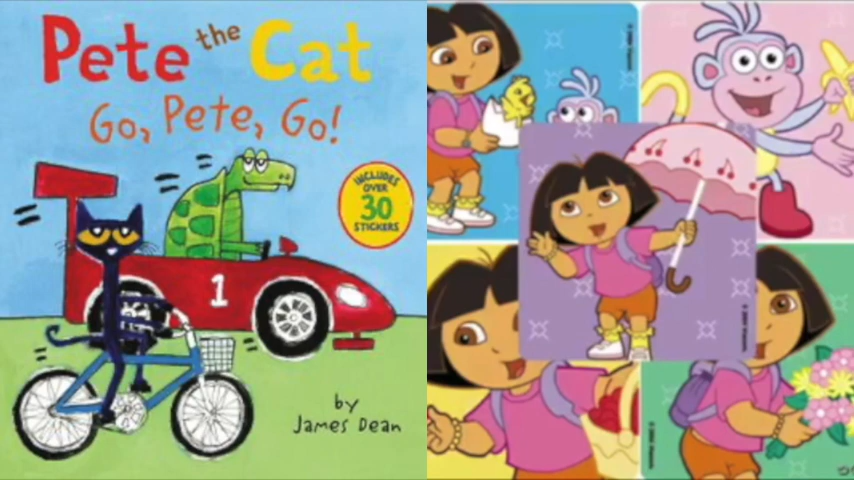 Pete the Cat
Go, Pete, Go!
INCLUDES
OVER
30
STICKERS
1
by
James Dean